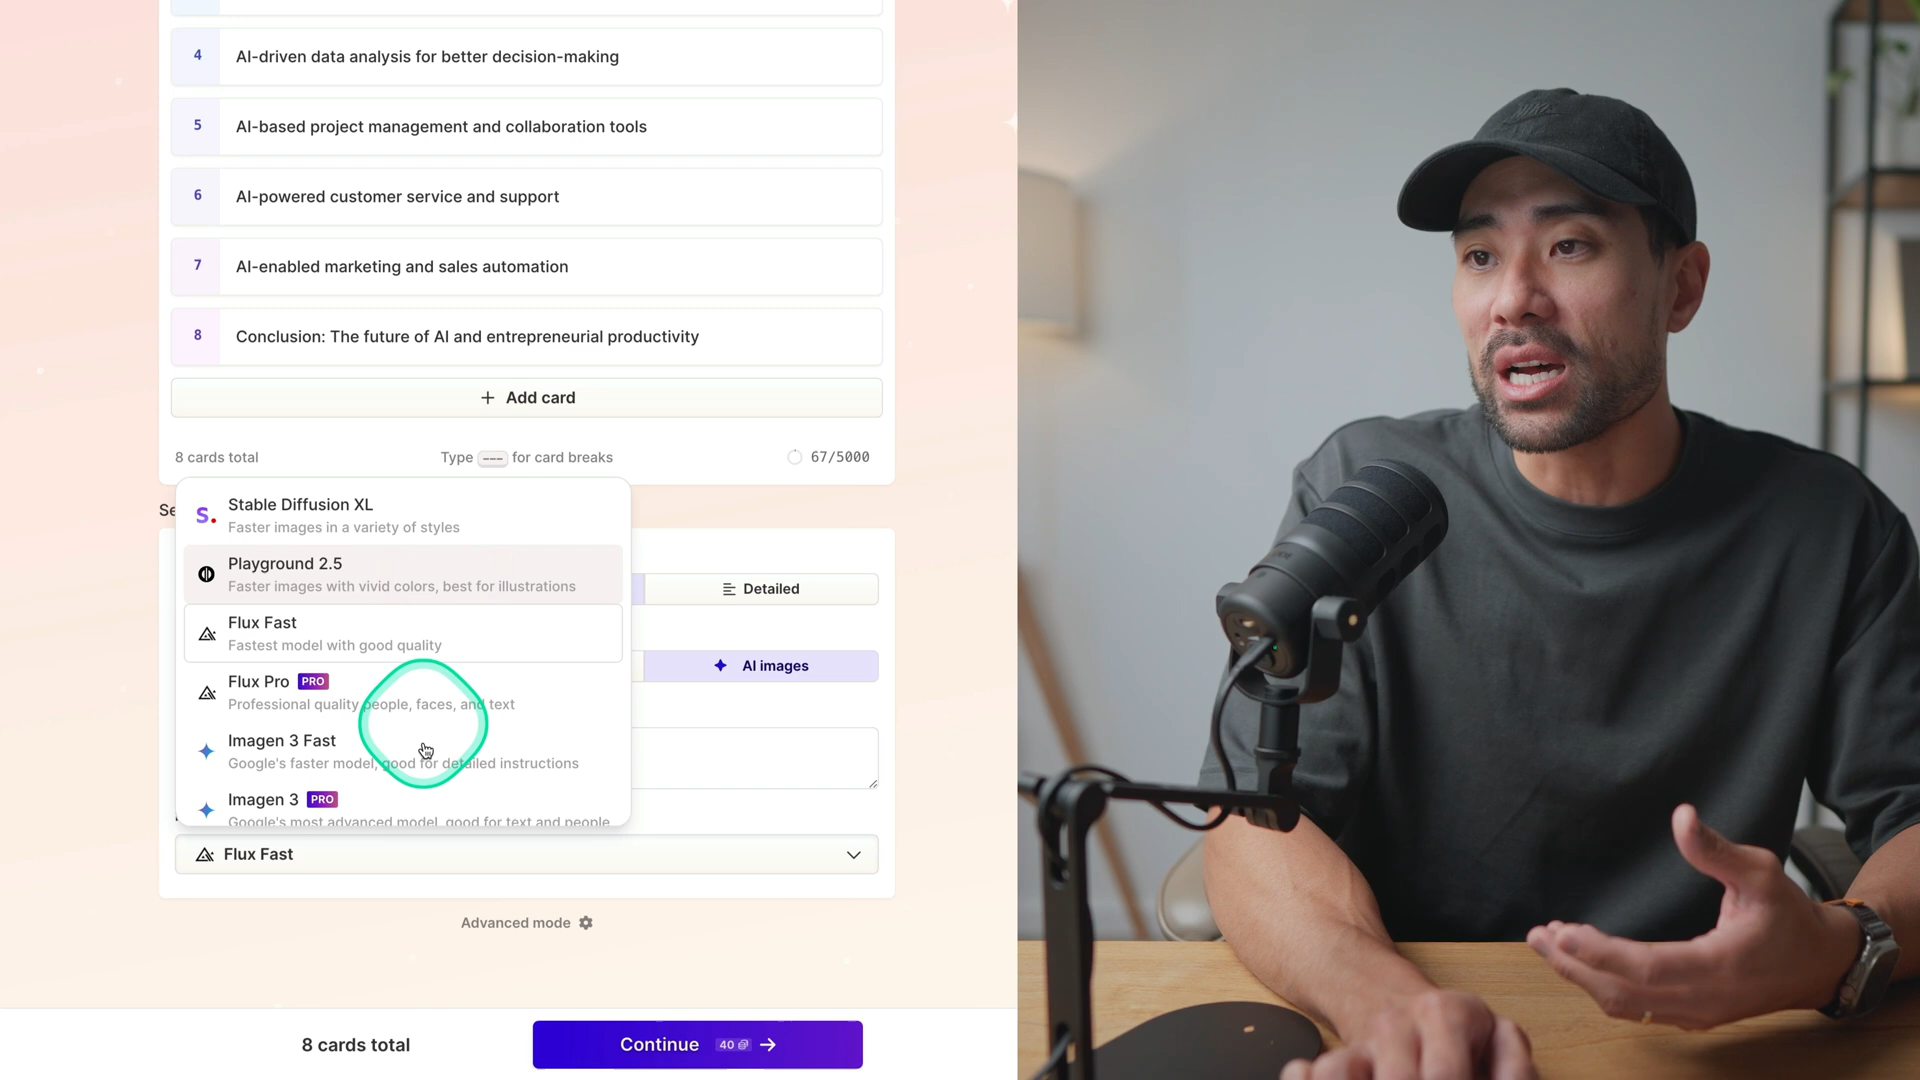 4 AI-driven data analysis for better decision-making
5 AI-based project management and collaboration tools
6 AI-powered customer service and support
7 AI-enabled marketing and sales automation
8 Conclusion: The future of AI and entrepreneurial productivity
+ Add card
8 cards total Type --- for card breaks 67/5000
Se
S. Stable Diffusion XL
Faster images in a variety of styles
Playground 2.5
Faster images with vivid colors, best for illustrations
Detailed
Flux Fast
Fastest model with good quality
AI images
Flux Pro PRO
Professional quality people, faces, and text
Imagen 3 Fast
Google's faster model, good for detailed instructions
Imagen 3 PRO
Google's most advanced model, good for text and people
Flux Fast
Advanced mode
8 cards total Continue 40